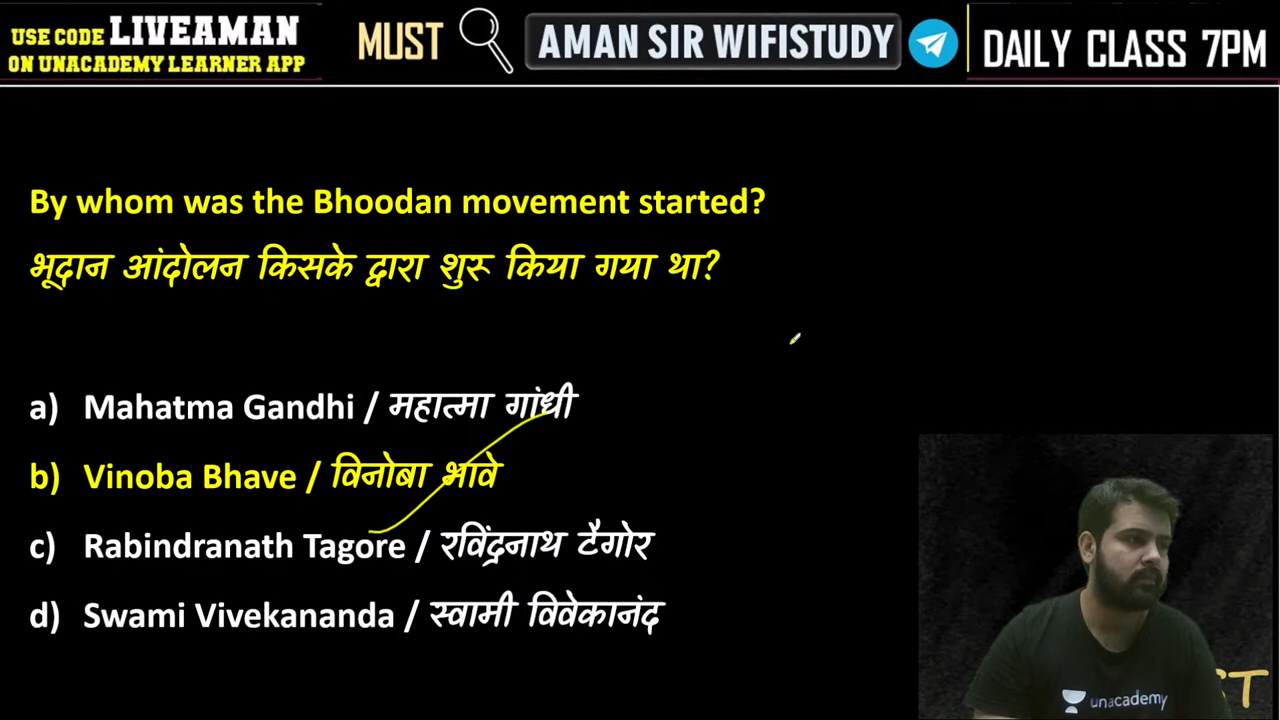 USE CODE LIVEAMAN
ON UNACADEMY LEARNER APP
MUST
AMAN SIR WIFISTUDY
DAILY CLASS 7PM
By whom was the Bhoodan movement started?
भूदान आंदोलन किसके द्वारा शुरू किया गया था?
a) Mahatma Gandhi / महात्मा गांधी
b) Vinoba Bhave / विनोबा भावे
c) Rabindranath Tagore / रविंद्रनाथ टैगोर
d) Swami Vivekananda / स्वामी विवेकानंद
unacademy